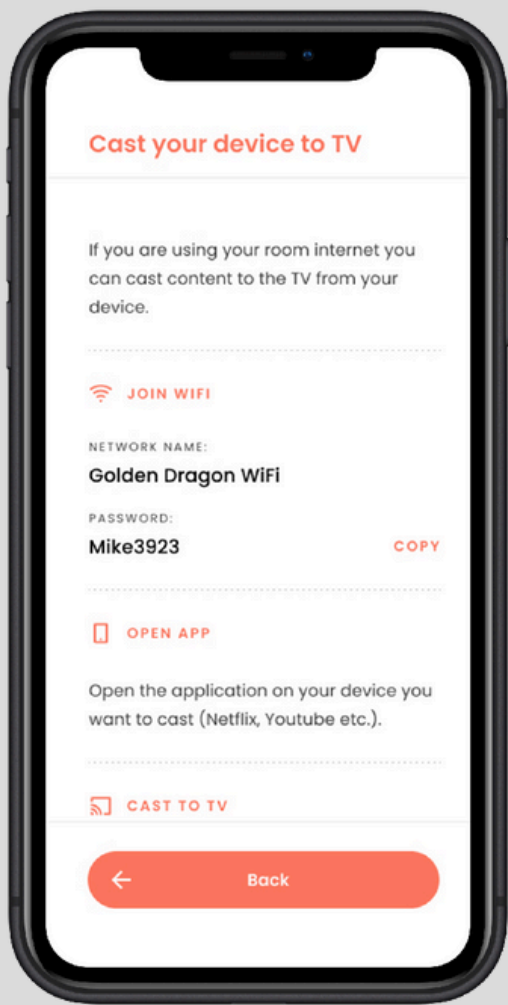 Cast your device to TV
If you are using your room internet you
can cast content to the TV from your
device.
JOIN WIFI
NETWORK NAME:
Golden Dragon WiFi
PASSWORD:
Mike3923
COPY
OPEN APP
Open the application on your device you
want to cast (Netflix, Youtube etc.).
CAST TO TV
Back